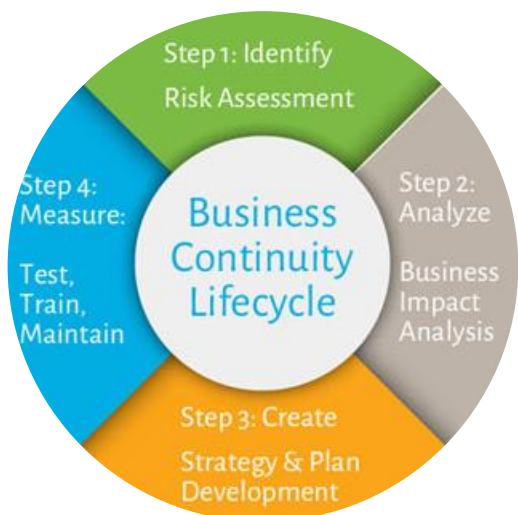 Step 1: Identify
Risk Assessment
Step 2:
Analyze
Business
Impact
Analysis
Step 3: Create
Strategy & Plan
Development
Step 4:
Measure:
Test,
Train,
Maintain
Business
Continuity
Lifecycle